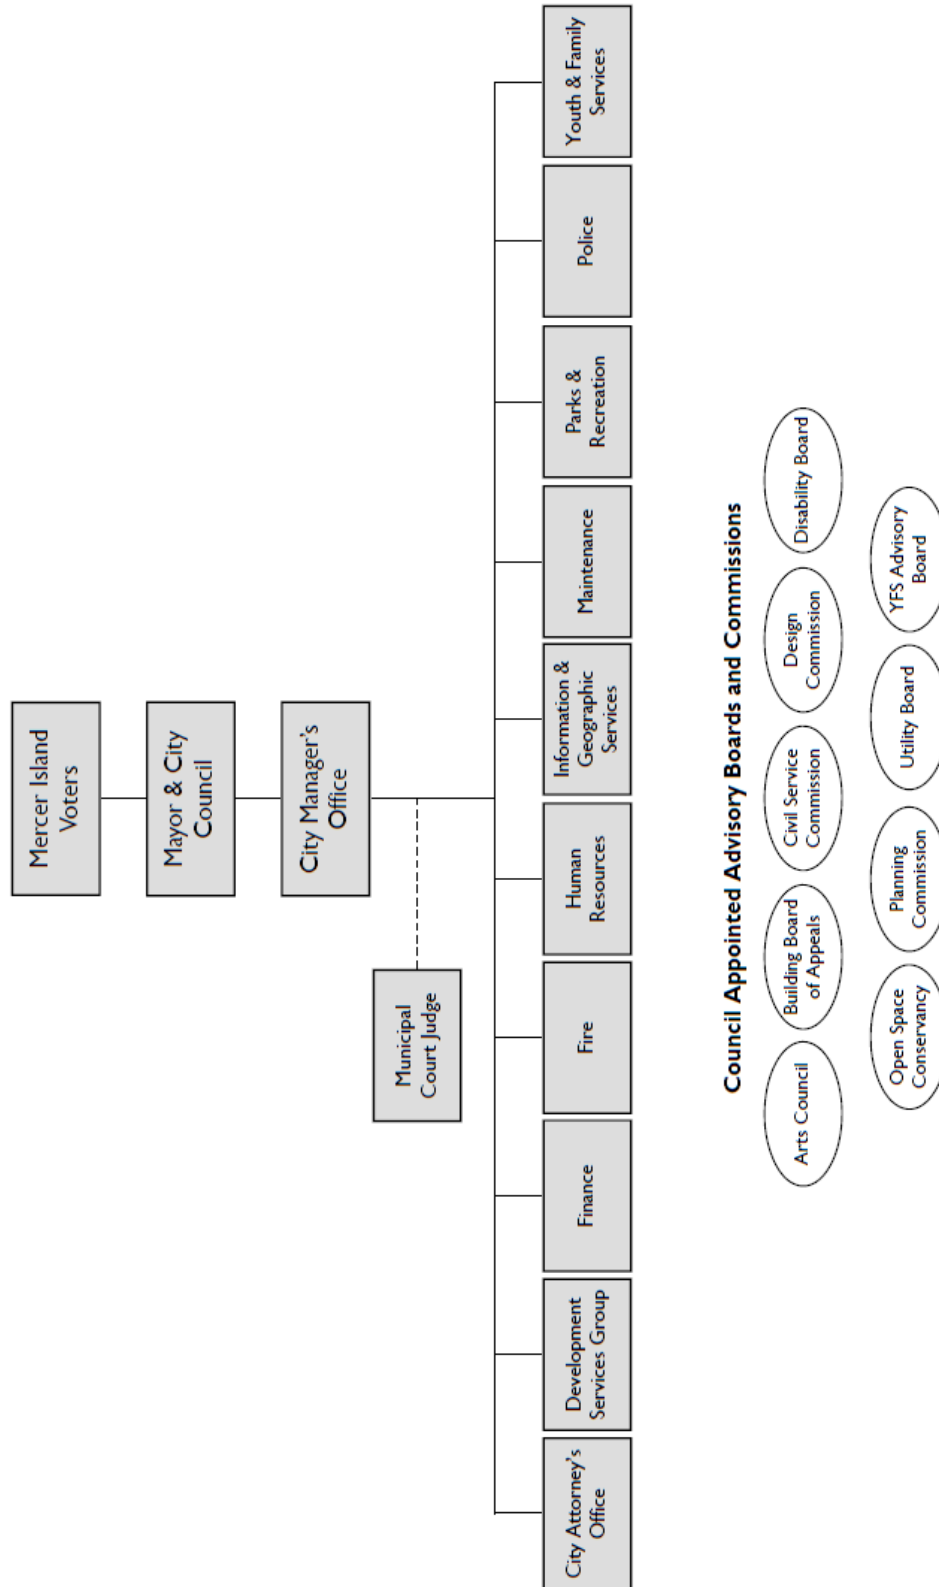 Mercer Island
Voters
Mayor & City
Council
City Manager's
Office
Municipal
Court Judge
City Attorney's
Office
Development
Services Group
Finance
Fire
Human
Resources
Information &
Geographic
Services
Maintenance
Parks &
Recreation
Police
Youth & Family
Services
Council Appointed Advisory Boards and Commissions
Arts Council
Building Board
of Appeals
Civil Service
Commission
Design
Commission
Disability Board
Open Space
Conservancy
Planning
Commission
Utility Board
YFS Advisory
Board